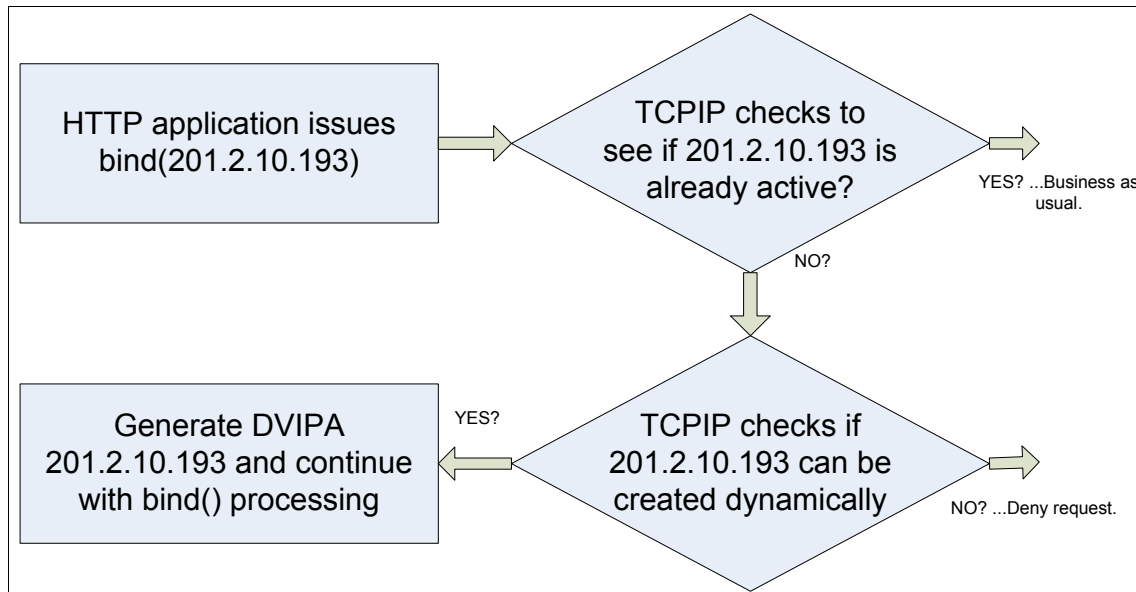 HTTP application issues
bind(201.2.10.193)
TCPIP checks to
see if 201.2.10.193 is
already active?
YES? ...Business as
usual.
NO?
TCPIP checks if
201.2.10.193 can be
created dynamically
NO? ...Deny request.
YES?
Generate DVIPA
201.2.10.193 and continue
with bind() processing